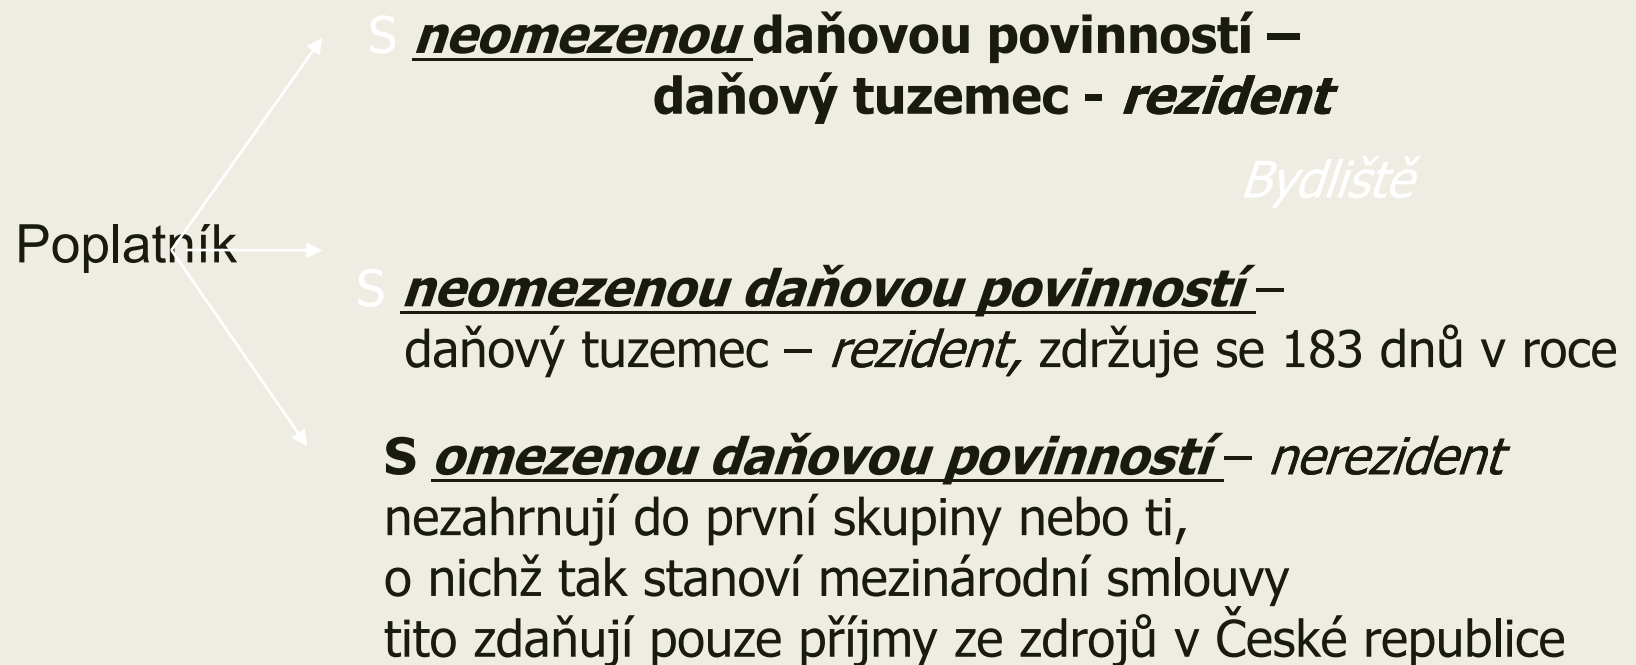 S neomezenou daňovou povinností –
daňový tuzemec - rezident
Bydliště
Poplatník
S neomezenou daňovou povinností –
daňový tuzemec – rezident, zdržuje se 183 dnů v roce
S omezenou daňovou povinností – nerezident
nezahrnují do první skupiny nebo ti,
o nichž tak stanoví mezinárodní smlouvy
tito zdaňují pouze příjmy ze zdrojů v České republice